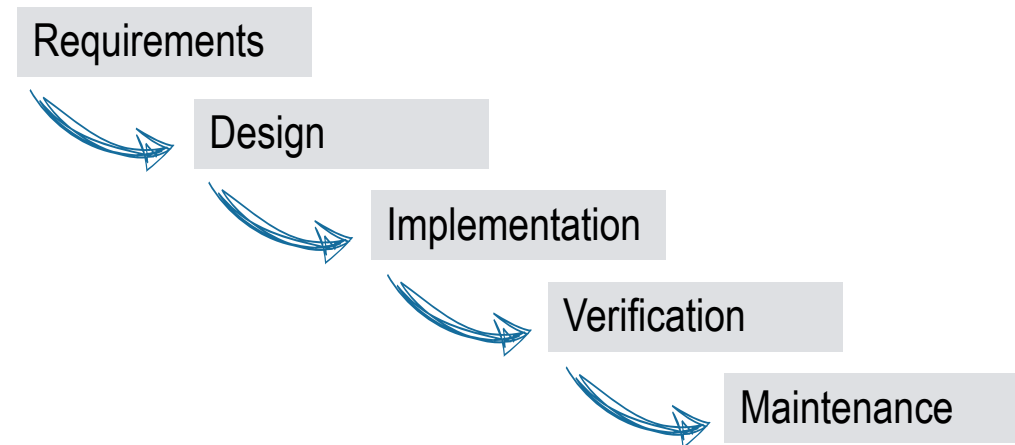 Requirements
Design
Implementation
Verification
Maintenance